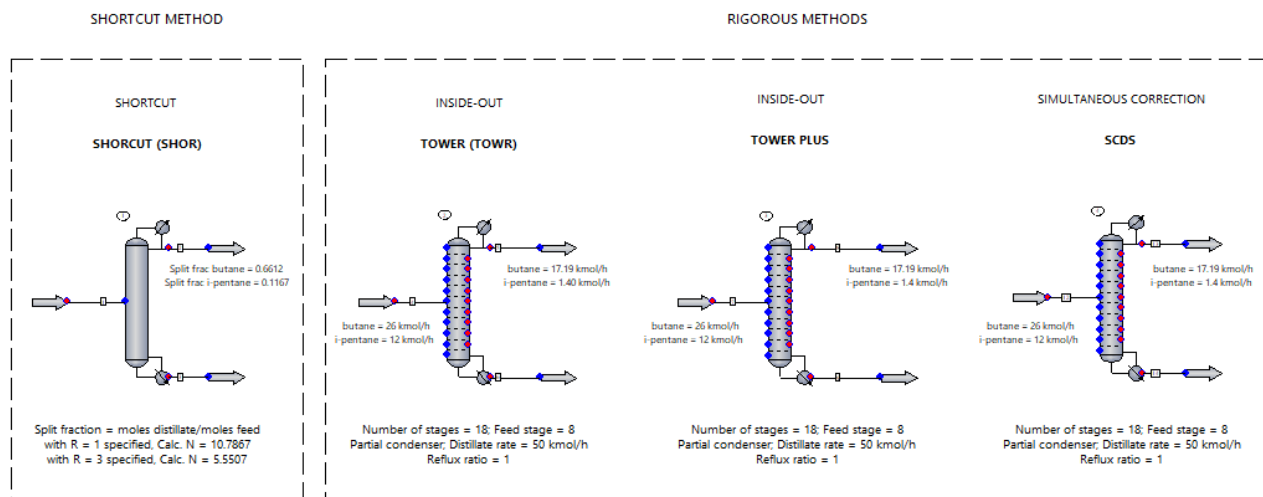 SHORTCUT METHOD
RIGOROUS METHODS
SHORTCUT
SHORCUT (SHOR)
Split frac butane = 0.6612
Split frac i-pentane = 0.1167
Split fraction = moles distillate/moles feed
with R = 1 specified, Calc. N = 10.7867
with R = 3 specified, Calc. N = 5.5507
INSIDE-OUT
TOWER (TOWR)
butane = 17.19 kmol/h
i-pentane = 1.40 kmol/h
butane = 26 kmol/h
i-pentane = 12 kmol/h
Number of stages = 18; Feed stage = 8
Partial condenser; Distillate rate = 50 kmol/h
Reflux ratio = 1
INSIDE-OUT
TOWER PLUS
butane = 17.19 kmol/h
i-pentane = 1.4 kmol/h
butane = 26 kmol/h
i-pentane = 12 kmol/h
Number of stages = 18; Feed stage = 8
Partial condenser; Distillate rate = 50 kmol/h
Reflux ratio = 1
SIMULTANEOUS CORRECTION
SCDS
butane = 17.19 kmol/h
i-pentane = 1.4 kmol/h
butane = 26 kmol/h
i-pentane = 12 kmol/h
Number of stages = 18; Feed stage = 8
Partial condenser; Distillate rate = 50 kmol/h
Reflux ratio = 1